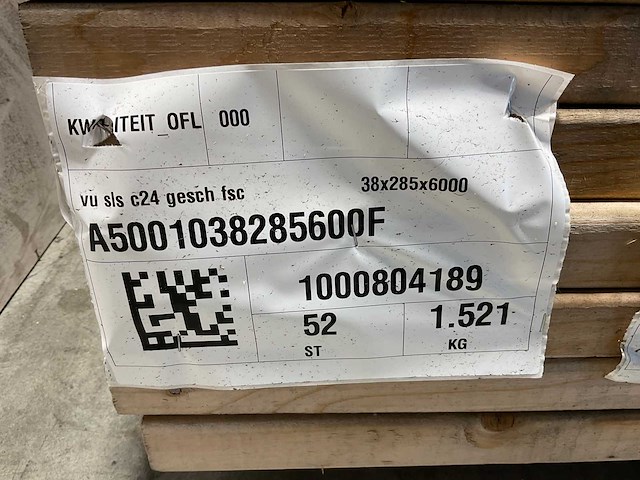 KWALITEIT_OFL 000
vu sls c24 gesch fsc 38x285x6000
A5001038285600F
1000804189
52 1.521
ST KG